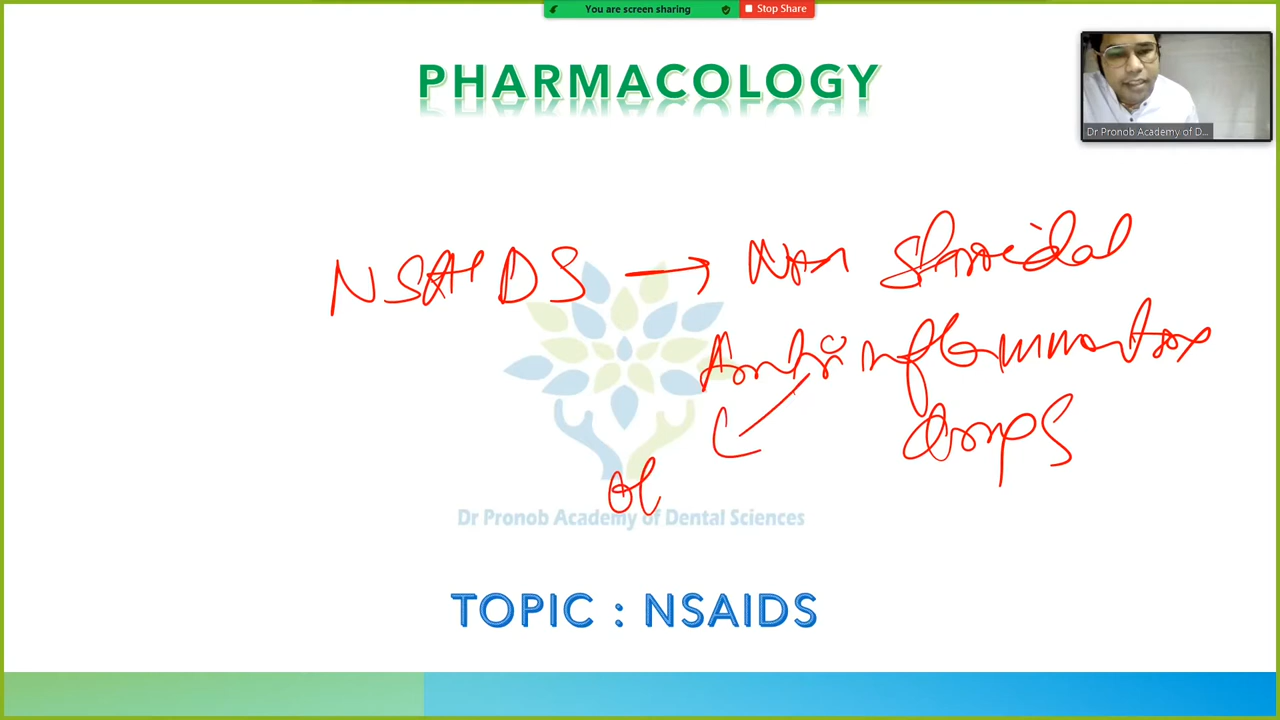 You are screen sharing
Stop Share
PHARMACOLOGY
Dr Pronob Academy of D...
NSAIDS → Non Steroidal
Anti inflammatory
drugs
Dr Pronob Academy of Dental Sciences
TOPIC : NSAIDS